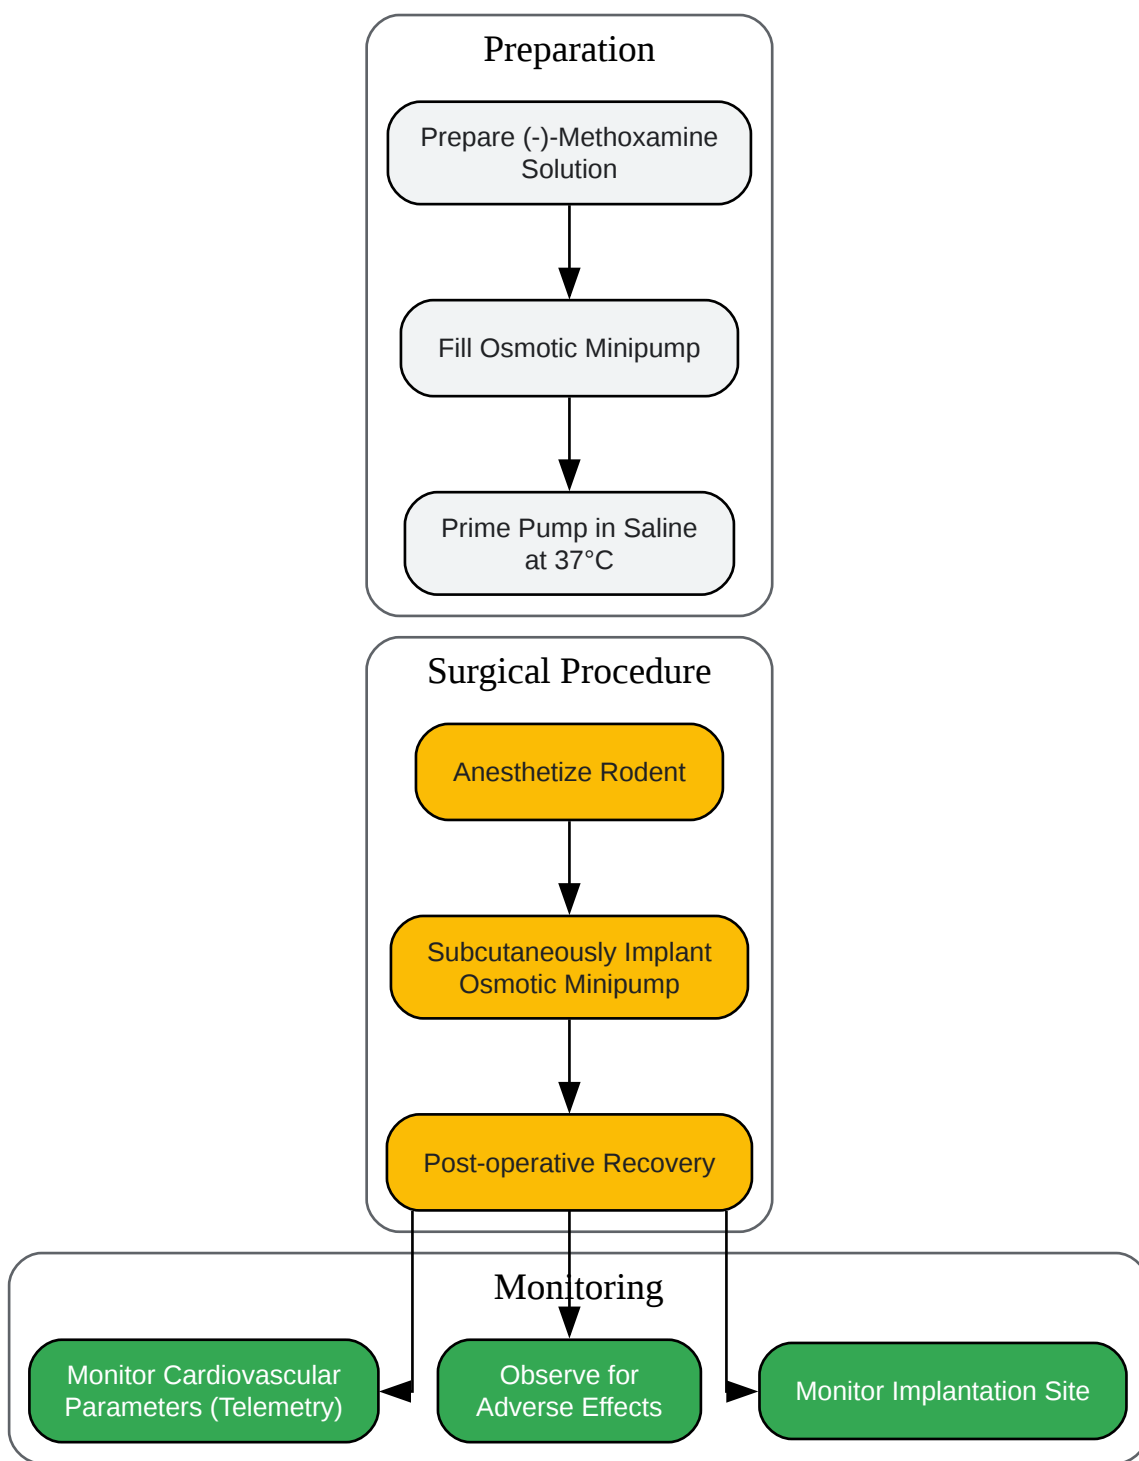 Preparation
Prepare (-)-Methoxamine
Solution
Fill Osmotic Minipump
Prime Pump in Saline
at 37°C
Surgical Procedure
Anesthetize Rodent
Subcutaneously Implant
Osmotic Minipump
Post-operative Recovery
Monitoring
Monitor Cardiovascular
Parameters (Telemetry)
Observe for
Adverse Effects
Monitor Implantation Site